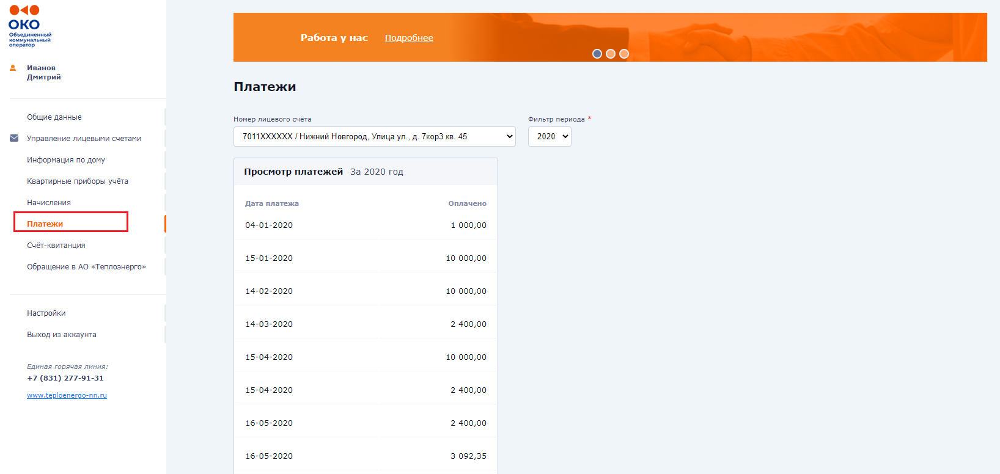 ОКО
Объединенный
коммунальный
оператор
Иванов
Дмитрий
Общие данные
Управление лицевыми счетами
Информация по дому
Квартирные приборы учёта
Начисления
Платежи
Счёт-квитанция
Обращение в АО «Теплоэнерго»
Настройки
Выход из аккаунта
Единая горячая линия:
+7 (831) 277-91-31
www.teploenergo-nn.ru
Работа у нас Подробнее
Платежи
Номер лицевого счёта Фильтр периода *
7011XXXXXX / Нижний Новгород, Улица ул., д. 7кор3 кв. 45 2020
Просмотр платежей За 2020 год
Дата платежа Оплачено
04-01-2020 1 000,00
15-01-2020 10 000,00
14-02-2020 10 000,00
14-03-2020 2 400,00
15-04-2020 10 000,00
15-04-2020 2 400,00
16-05-2020 2 400,00
16-05-2020 3 092,35